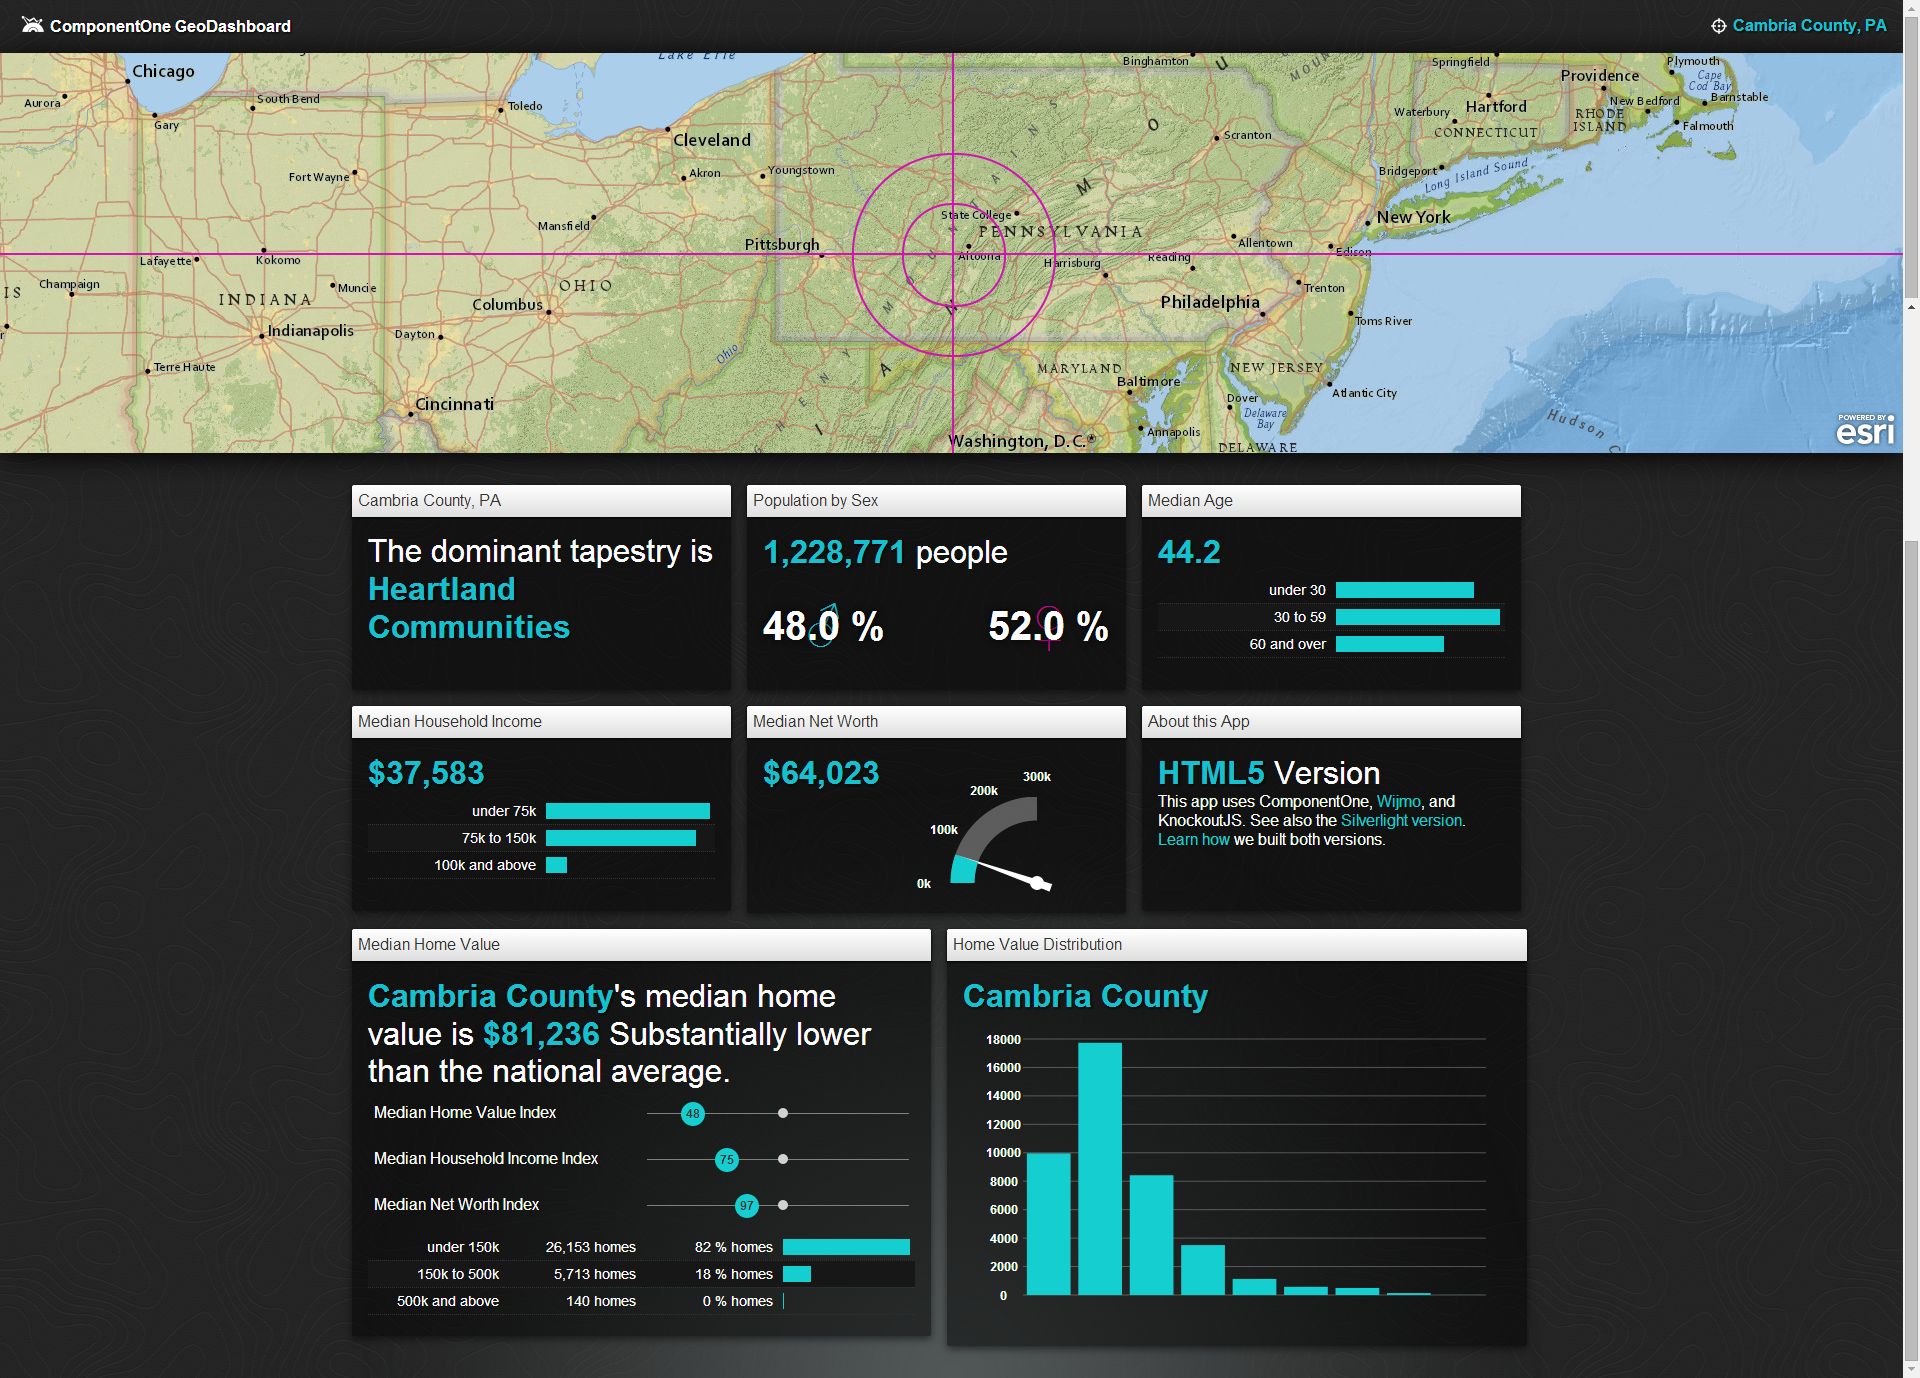 ComponentOne GeoDashboard
Cambria County, PA
Lake Erie
Chicago
Aurora
Gary
South Bend
Toledo
Cleveland
Akron
Youngstown
Fort Wayne
Mansfield
Pittsburgh
Lafayette
Kokomo
Champaign
Muncie
IS
INDIANA
OHIO
Columbus
Indianapolis
Dayton
Terre Haute
Ohio
Cincinnati
Binghamton
Scranton
State College
PENNSYLVANIA
Altoona
Harrisburg
Reading
Allentown
Edison
Trenton
Philadelphia
Toms River
MARYLAND
Baltimore
NEW JERSEY
Atlantic City
Dover
Delaware
Bay
Annapolis
Washington, D.C.
DELAWARE
Springfield
Plymouth
Providence
Cape
Cod Bay
Barnstable
New Bedford
Waterbury
Hartford
RHODE
ISLAND
Falmouth
CONNECTICUT
Bridgeport
Long Island Sound
New York
Hudson C
POWERED BY
esri
Cambria County, PA
The dominant tapestry is
Heartland
Communities
Population by Sex
1,228,771 people
48.0 %
52.0 %
Median Age
44.2
under 30
30 to 59
60 and over
Median Household Income
$37,583
under 75k
75k to 150k
100k and above
Median Net Worth
$64,023
300k
200k
100k
0k
About this App
HTML5 Version
This app uses ComponentOne, Wijmo, and
KnockoutJS. See also the Silverlight version.
Learn how we built both versions.
Median Home Value
Cambria County's median home
value is $81,236 Substantially lower
than the national average.
Median Home Value Index
48
Median Household Income Index
75
Median Net Worth Index
97
under 150k 26,153 homes 82 % homes
150k to 500k 5,713 homes 18 % homes
500k and above 140 homes 0 % homes
Home Value Distribution
Cambria County
18000
16000
14000
12000
10000
8000
6000
4000
2000
0